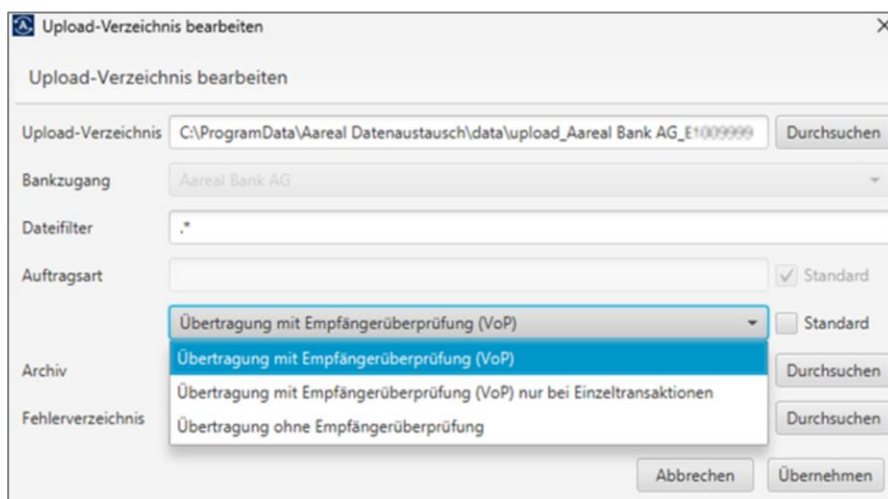 Upload-Verzeichnis bearbeiten
Upload-Verzeichnis bearbeiten
Upload-Verzeichnis C:\ProgramData\Aareal Datenaustausch\data\upload_Aareal Bank AG_E1009999 Durchsuchen
Bankzugang Aareal Bank AG
Dateifilter .*
Auftragsart Standard
Übertragung mit Empfängerüberprüfung (VoP) Standard
Übertragung mit Empfängerüberprüfung (VoP)
Archiv Durchsuchen
Übertragung mit Empfängerüberprüfung (VoP) nur bei Einzeltransaktionen
Fehlerverzeichnis Durchsuchen
Übertragung ohne Empfängerüberprüfung
Abbrechen Übernehmen